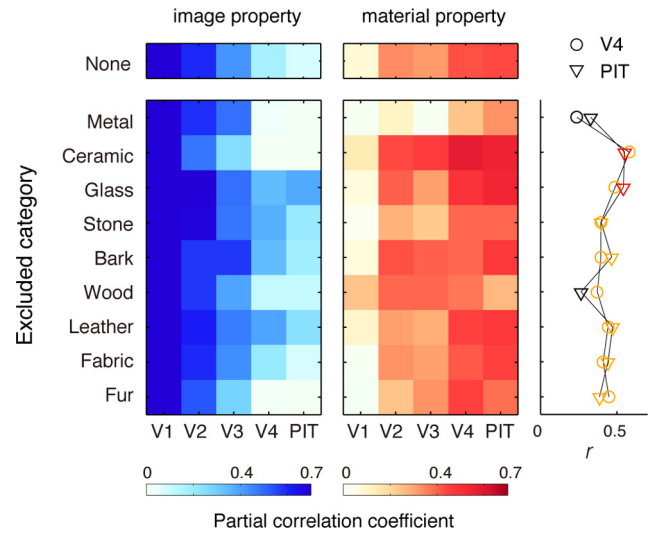 image property
material property
V4
PIT
None
Excluded category
Metal
Ceramic
Glass
Stone
Bark
Wood
Leather
Fabric
Fur
V1 V2 V3 V4 PIT
V1 V2 V3 V4 PIT
0 0.5
r
0 0.4 0.7
0 0.4 0.7
Partial correlation coefficient